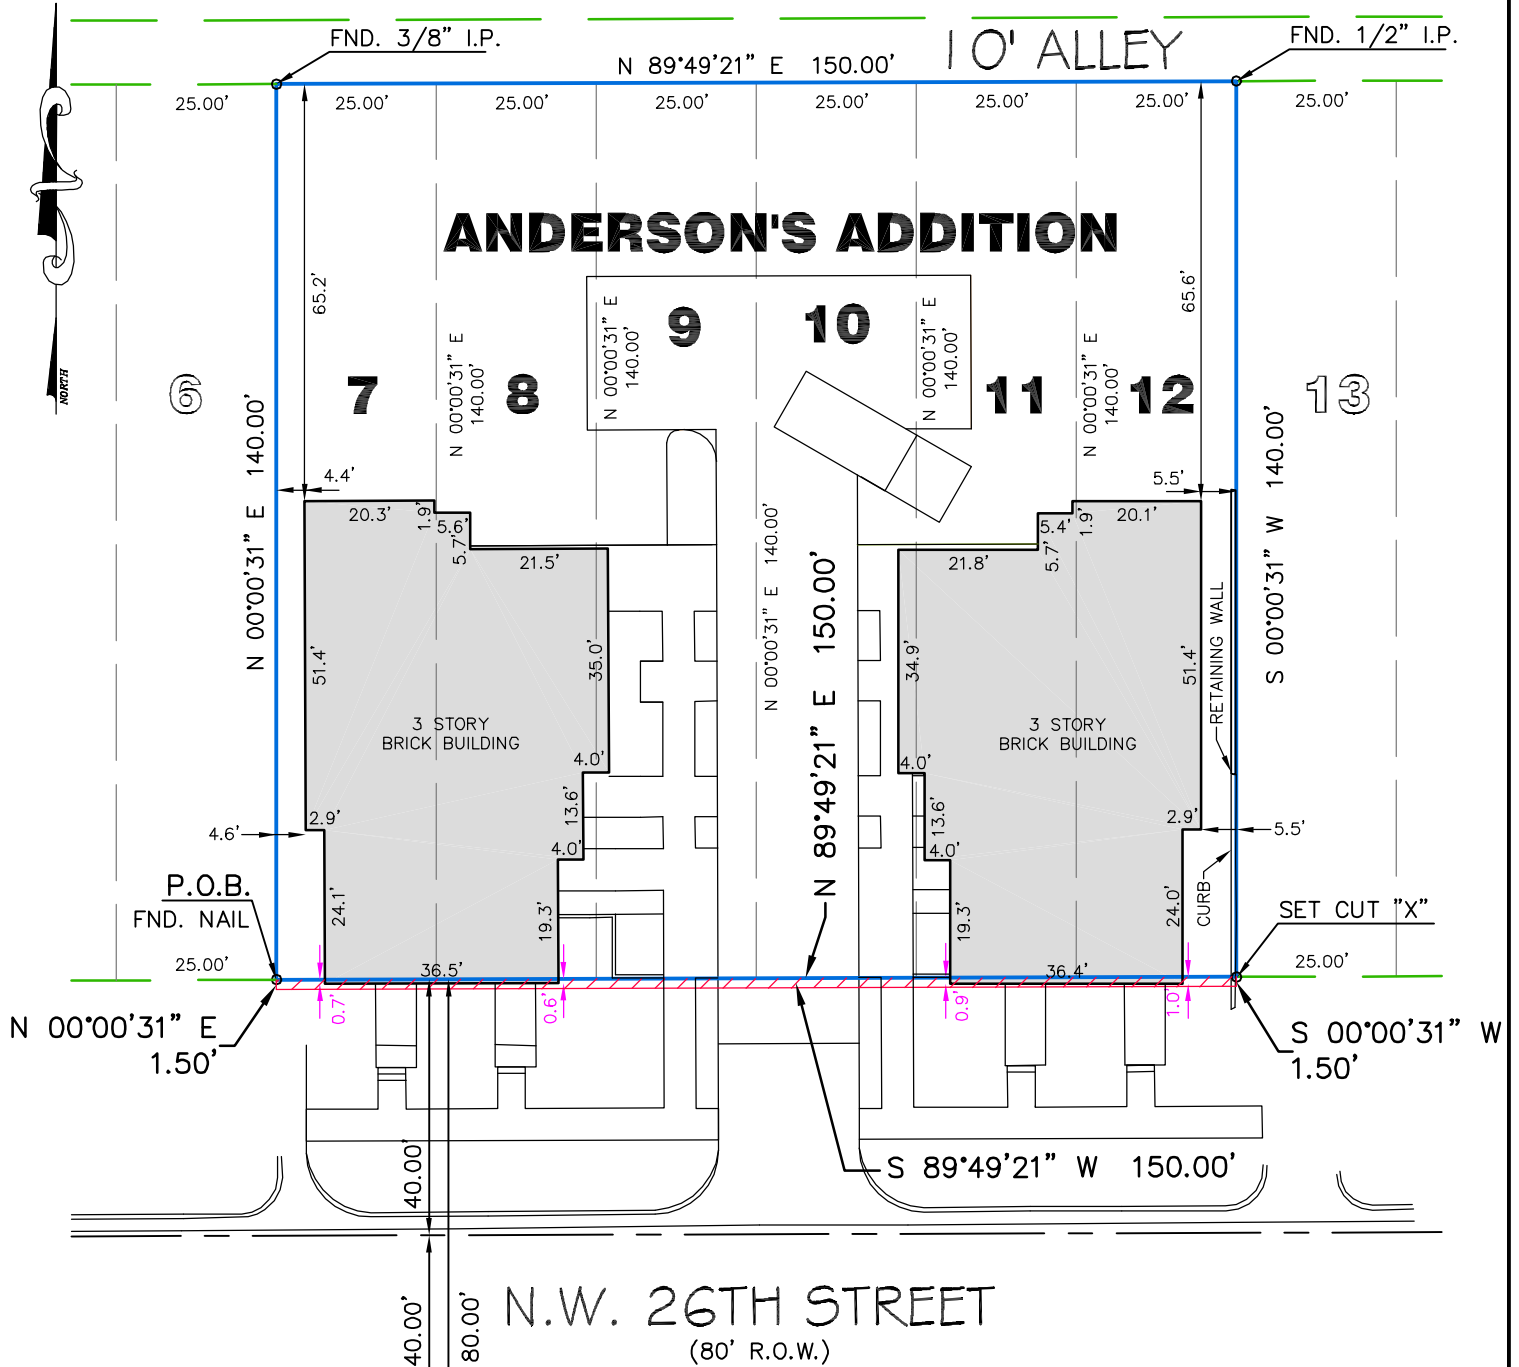 FND. 3/8" I.P.
10' ALLEY
FND. 1/2" I.P.
N 89°49'21" E 150.00'
25.00'
25.00'
25.00'
25.00'
25.00'
25.00'
25.00'
25.00'
ANDERSON'S ADDITION
65.2'
65.6'
N 00°00'31" E
140.00'
N 00°00'31" E
140.00'
N 00°00'31" E
140.00'
N 00°00'31" E
140.00'
N 00°00'31" E 140.00'
6
7
8
9
10
11
12
13
NORTH
N 00°00'31" E 140.00'
S 00°00'31" W 140.00'
4.4'
5.5'
20.3'
1.9'
5.6'
5.7'
21.5'
21.8'
5.7'
5.4'
1.9'
20.1'
51.4'
35.0'
34.9'
51.4'
3 STORY
BRICK BUILDING
3 STORY
BRICK BUILDING
N 89°49'21" E 150.00'
RETAINING WALL
4.0'
4.0'
2.9'
13.6'
13.6'
2.9'
4.6'
5.5'
4.0'
4.0'
P.O.B.
FND. NAIL
24.1'
19.3'
19.3'
24.0'
CURB
SET CUT "X"
25.00'
36.5'
36.4'
25.00'
0.7'
0.6'
0.9'
1.0'
N 00°00'31" E
1.50'
S 00°00'31" W
1.50'
S 89°49'21" W 150.00'
40.00'
40.00'
80.00'
N.W. 26TH STREET
(80' R.O.W.)